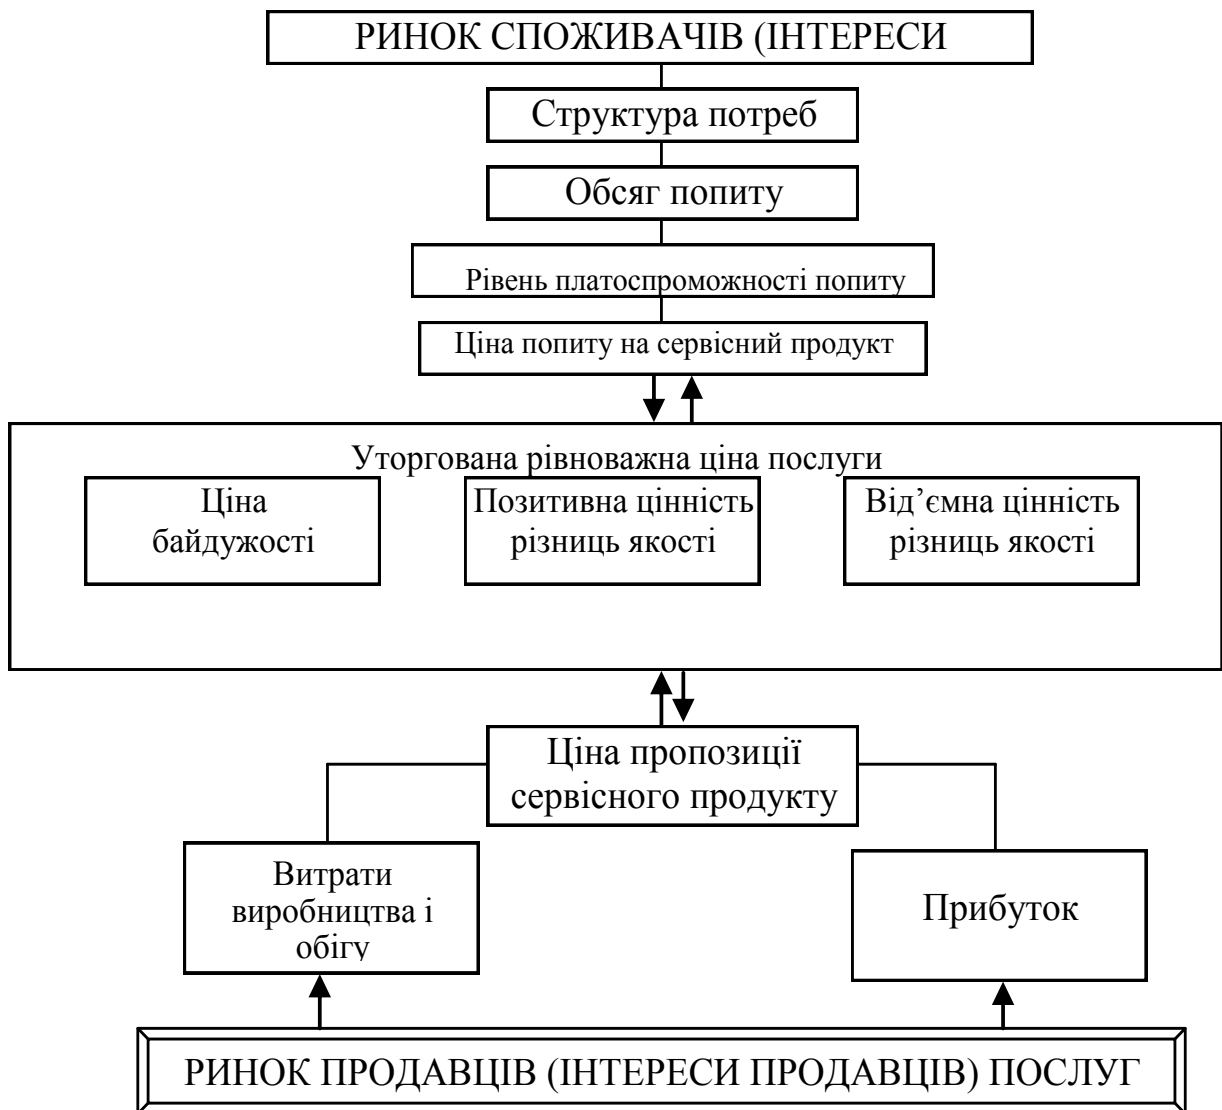 РИНОК СПОЖИВАЧІВ (ІНТЕРЕСИ
Структура потреб
Обсяг попиту
Рівень платоспроможності попиту
Ціна попиту на сервісний продукт
Уторгована рівноважна ціна послуги
Ціна
байдужості
Позитивна цінність
різниць якості
Від’ємна цінність
різниць якості
Ціна пропозиції
сервісного продукту
Витрати
виробництва і
обігу
Прибуток
РИНОК ПРОДАВЦІВ (ІНТЕРЕСИ ПРОДАВЦІВ) ПОСЛУГ